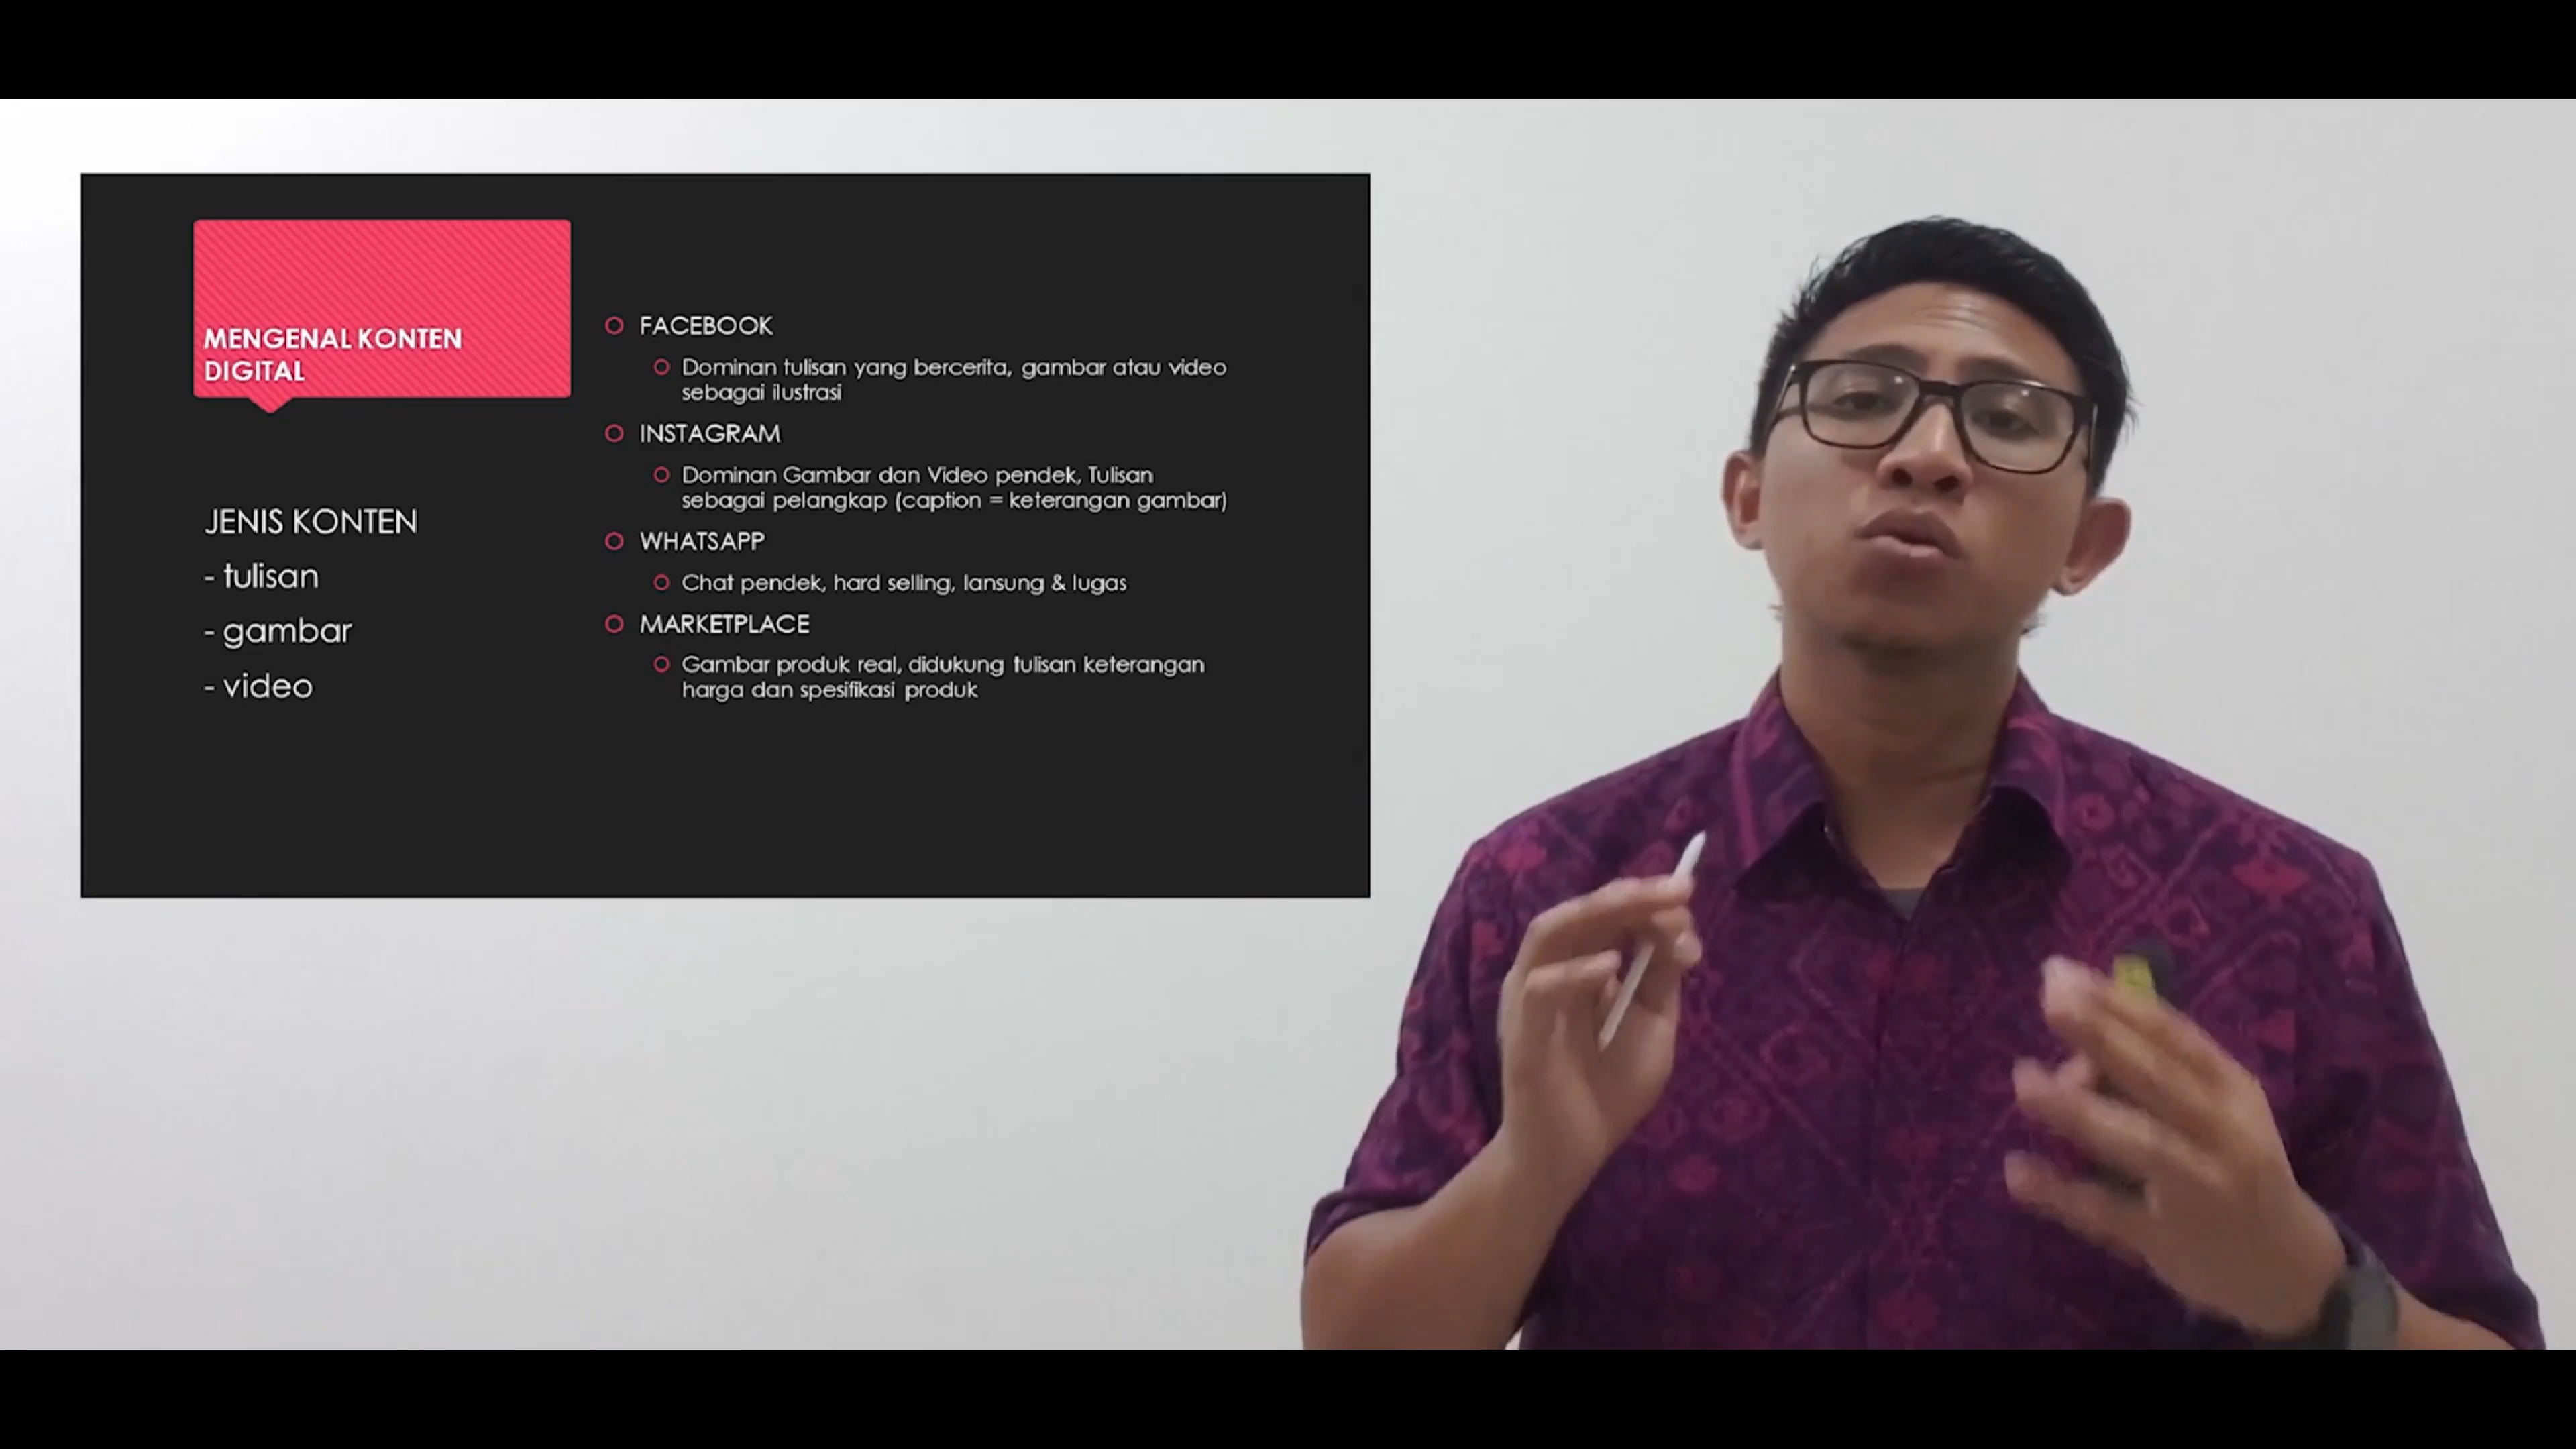 MENGENAL KONTEN
DIGITAL
JENIS KONTEN
- tulisan
- gambar
- video
FACEBOOK
Dominan tulisan yang bercerita, gambar atau video
sebagai ilustrasi
INSTAGRAM
Dominan Gambar dan Video pendek, Tulisan
sebagai pelangkap (caption = keterangan gambar)
WHATSAPP
Chat pendek, hard selling, lansung & lugas
MARKETPLACE
Gambar produk real, didukung tulisan keterangan
harga dan spesifikasi produk